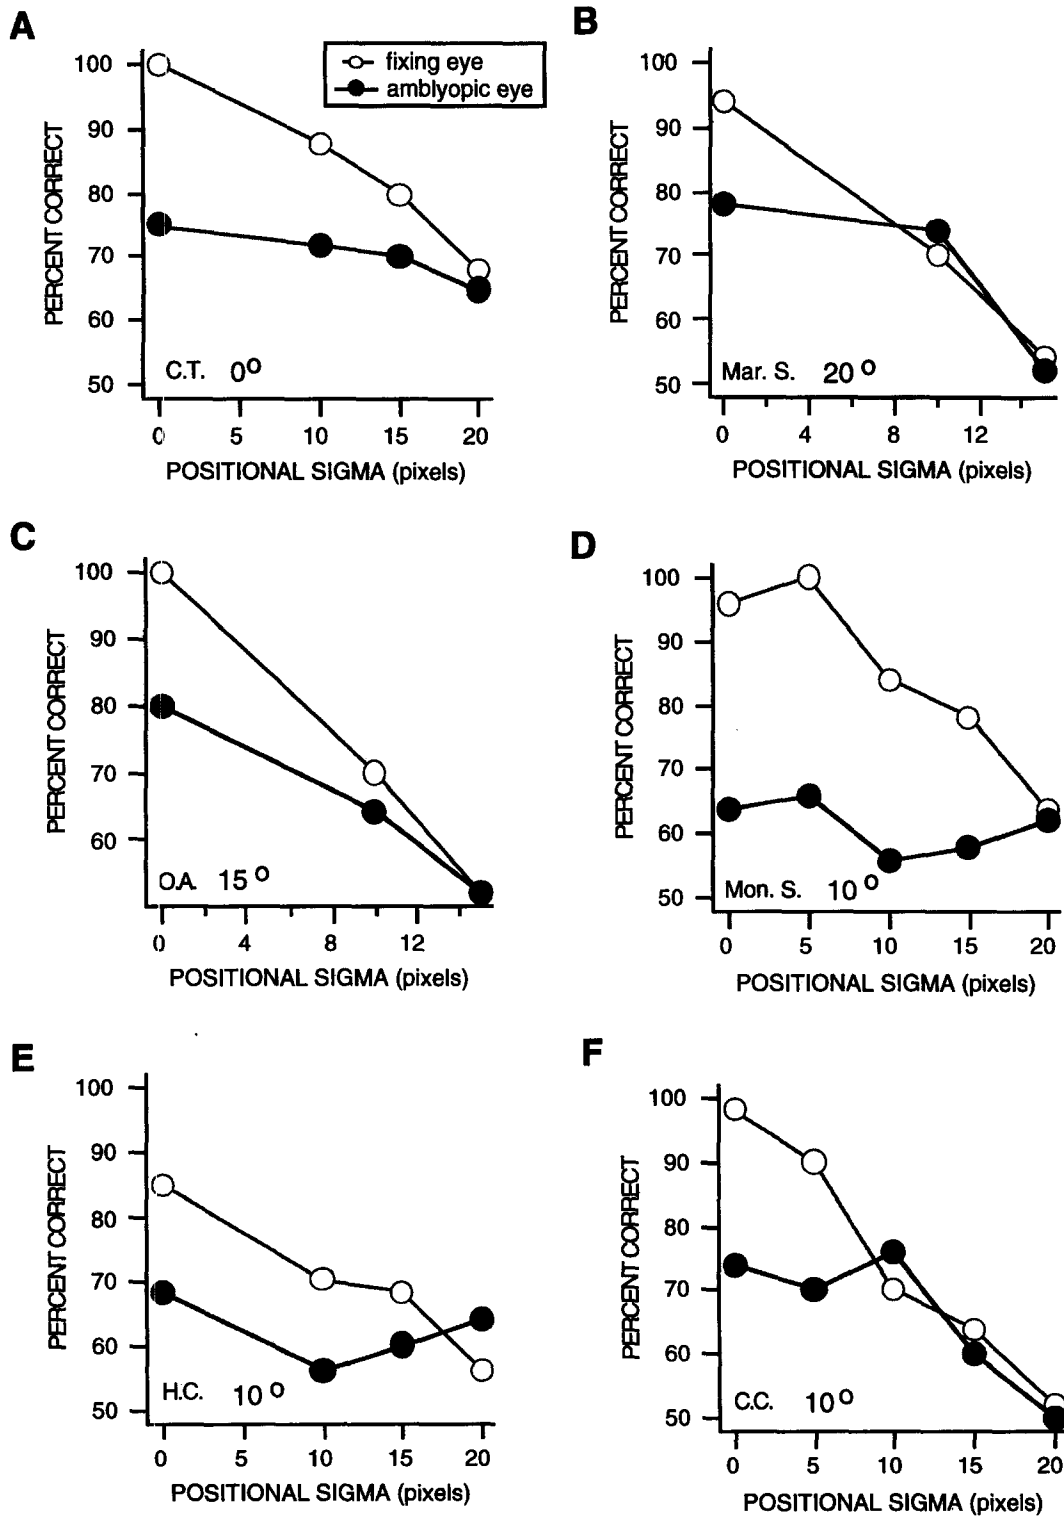 A
fixing eye
amblyopic eye
100
90
80
70
60
50
PERCENT CORRECT
C.T. 0°
0 5 10 15 20
POSITIONAL SIGMA (pixels)
B
100
90
80
70
60
50
PERCENT CORRECT
Mar. S. 20°
0 4 8 12
POSITIONAL SIGMA (pixels)
C
100
90
80
70
60
PERCENT CORRECT
O.A. 15°
0 4 8 12
POSITIONAL SIGMA (pixels)
D
100
90
80
70
60
50
PERCENT CORRECT
Mon. S. 10°
0 5 10 15 20
POSITIONAL SIGMA (pixels)
E
100
90
80
70
60
50
PERCENT CORRECT
H.C. 10°
0 5 10 15 20
POSITIONAL SIGMA (pixels)
F
100
90
80
70
60
50
PERCENT CORRECT
C.C. 10°
0 5 10 15 20
POSITIONAL SIGMA (pixels)